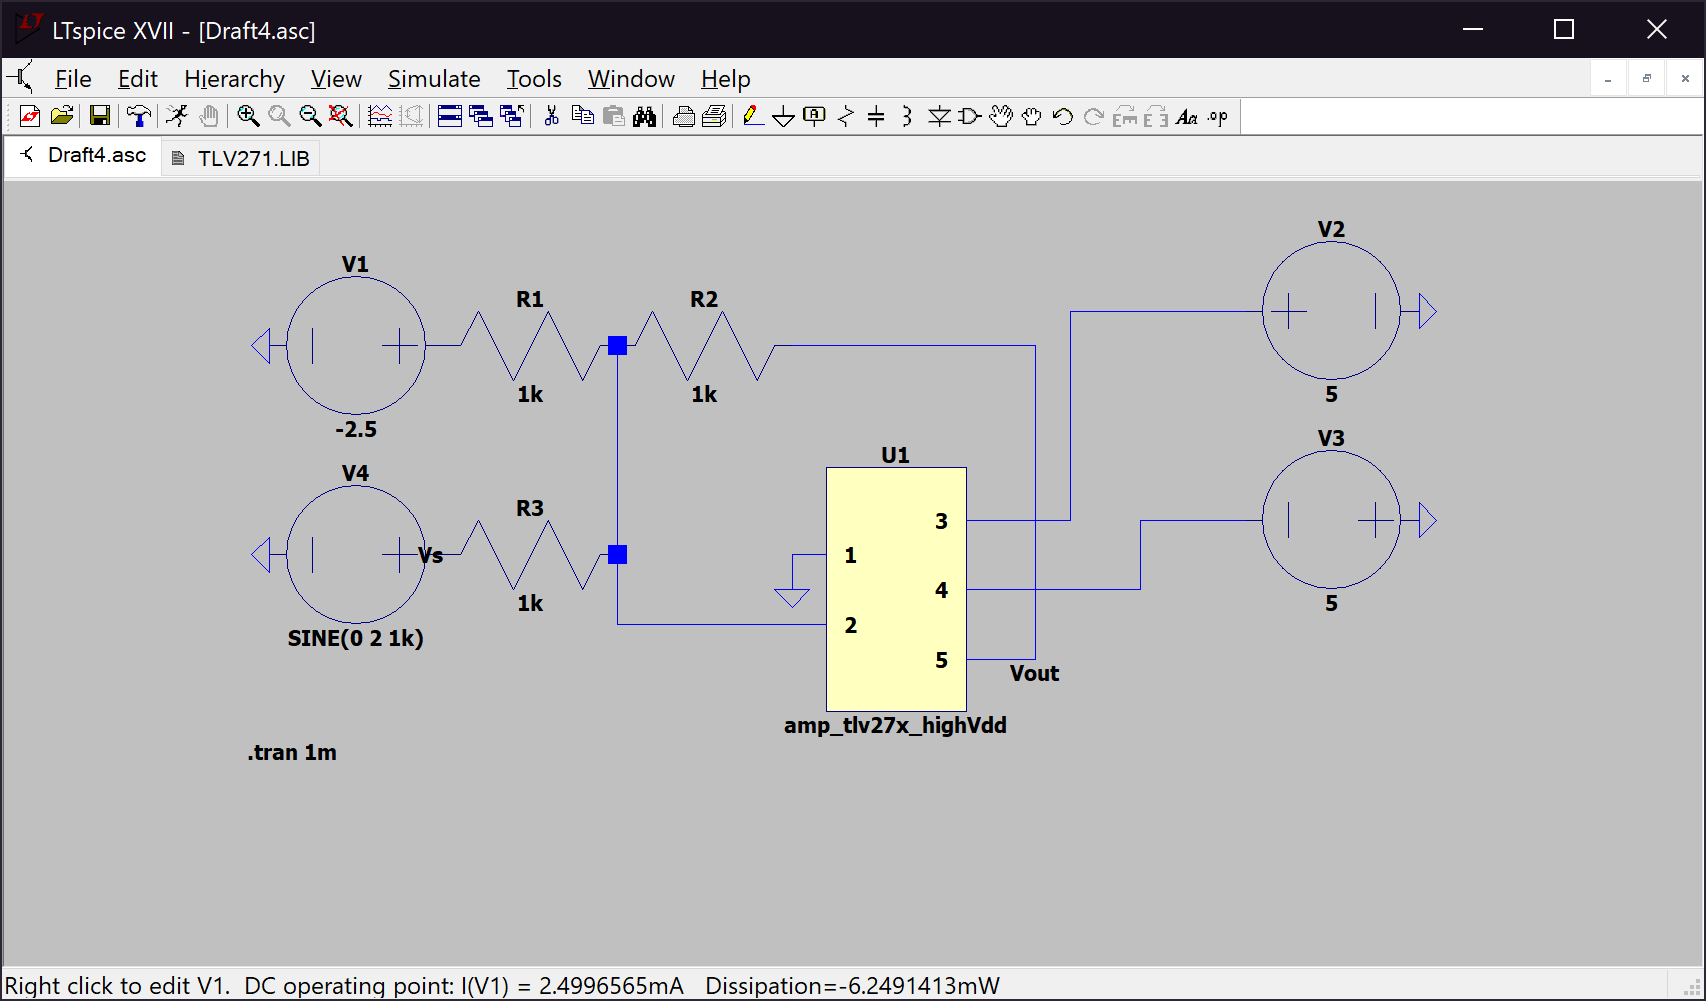 LTspice XVII - [Draft4.asc]
File Edit Hierarchy View Simulate Tools Window Help
Draft4.asc TLV271.LIB
V1
-2.5
R1
1k
R2
1k
V2
5
V4
Vs
SINE(0 2 1k)
R3
1k
U1
1
2
3
4
5
amp_tlv27x_highVdd
Vout
V3
5
.tran 1m
Right click to edit V1. DC operating point: I(V1) = 2.4996565mA Dissipation=-6.2491413mW